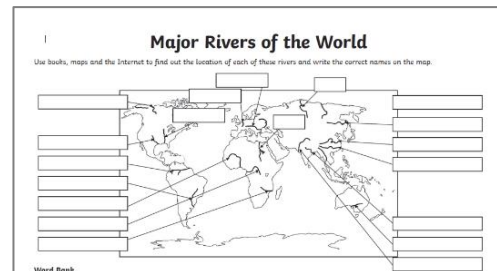 Major Rivers of the World
Use books, maps and the Internet to find out the location of each of these rivers and write the correct names on the map.
Word Bank